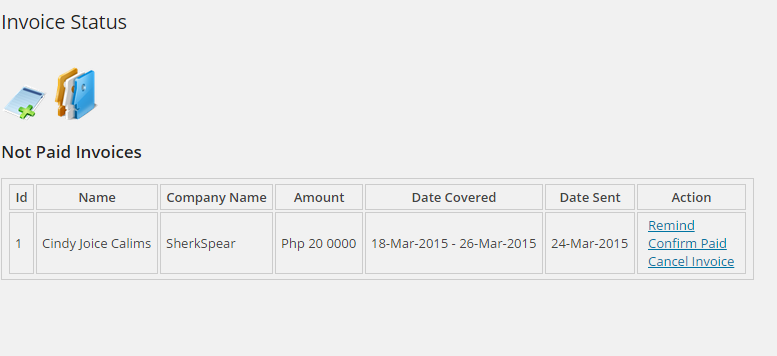 Invoice Status
Not Paid Invoices
Id Name Company Name Amount Date Covered Date Sent Action
1 Cindy Joice Calims SherkSpear Php 20 0000 18-Mar-2015 - 26-Mar-2015 24-Mar-2015 Remind
Confirm Paid
Cancel Invoice